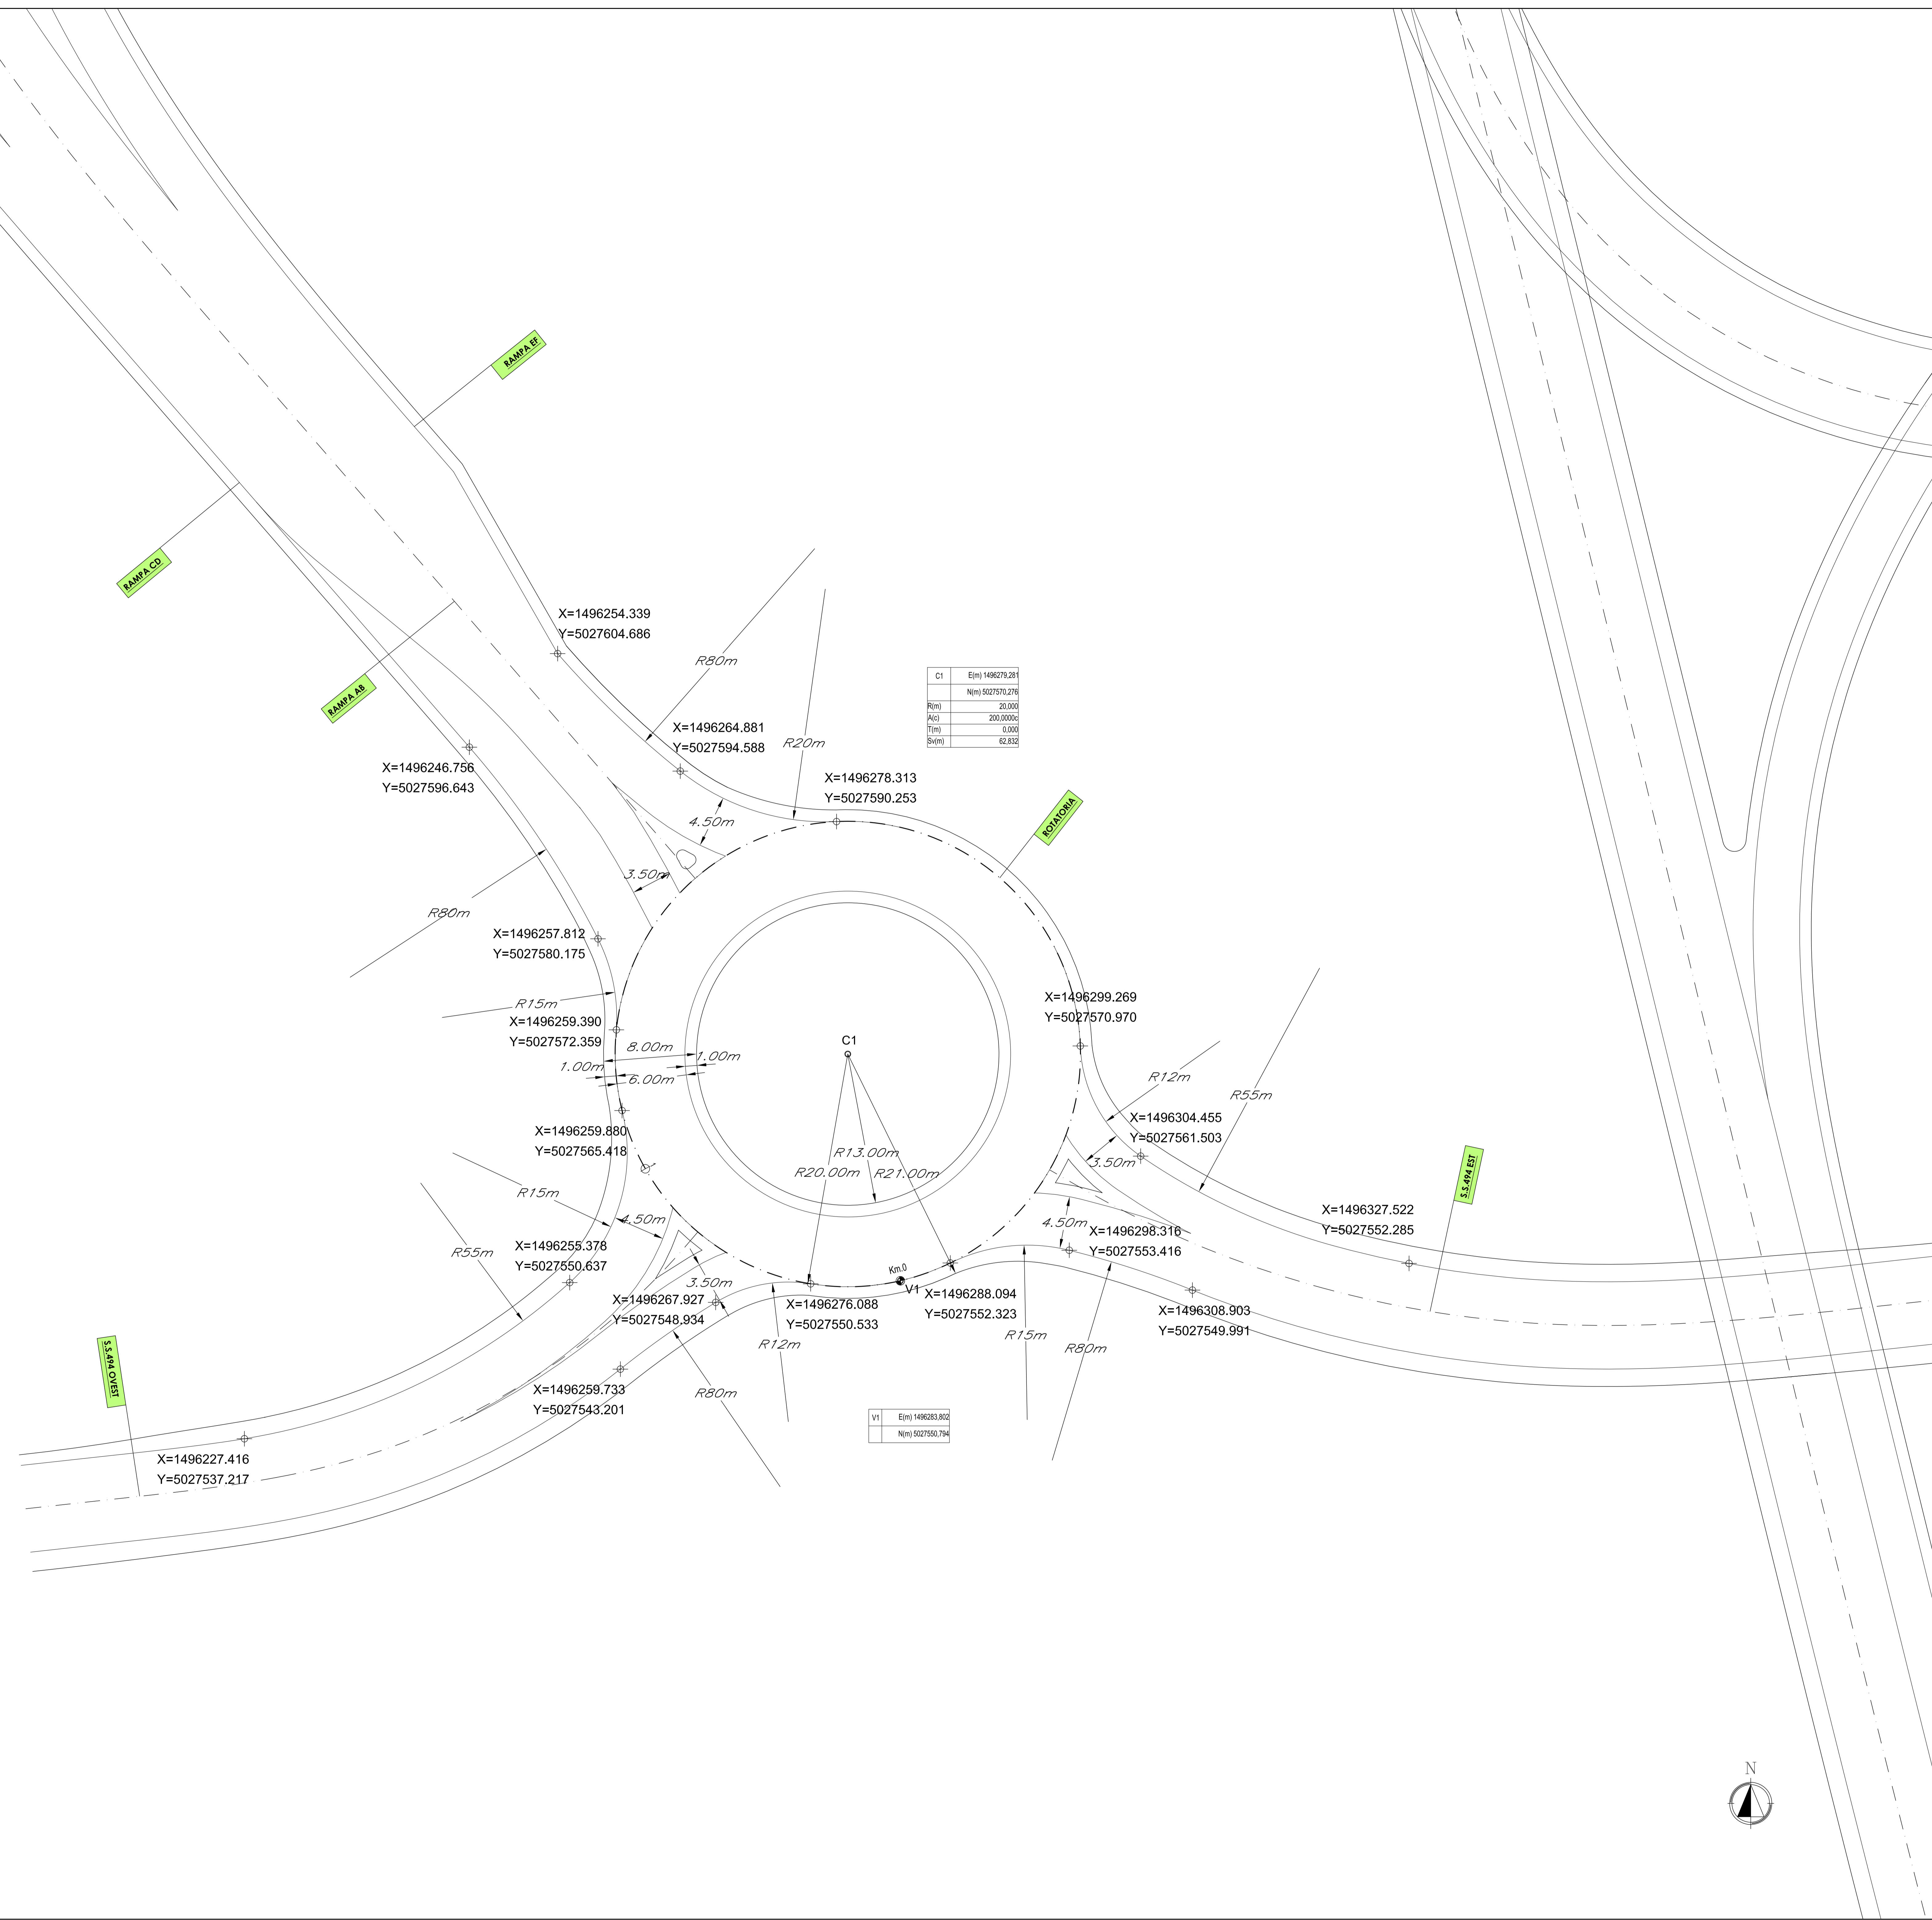 RAMPA EF
RAMPA CD
X=1496254.339
Y=5027604.686
R80m
RAMPA AB
C1 E(m) 1496279,281
N(m) 5027570,276
R(m) 20,000
A(c) 200,0000c
T(m) 0,000
Sv(m) 62,832
X=1496264.881
Y=5027594.588
R20m
X=1496246.756
Y=5027596.643
X=1496278.313
Y=5027590.253
4.50m
ROTATORIA
3.50m
R80m
X=1496257.812
Y=5027580.175
R15m
X=1496259.390
Y=5027572.359
X=1496299.269
Y=5027570.970
C1
8.00m
1.00m
1.00m
6.00m
R12m
R55m
X=1496304.455
Y=5027561.503
X=1496259.880
Y=5027565.418
R13.00m
R20.00m
R21.00m
3.50m
S.S.494 EST
R15m
4.50m
X=1496327.522
Y=5027552.285
4.50m
X=1496298.316
Y=5027553.416
R55m
X=1496255.378
Y=5027550.637
Km.0
V1
3.50m
X=1496267.927
Y=5027548.934
X=1496276.088
Y=5027550.533
X=1496288.094
Y=5027552.323
X=1496308.903
Y=5027549.991
R15m
R12m
R80m
S.S.494 OVEST
R80m
X=1496259.733
Y=5027543.201
V1 E(m) 1496283,802
N(m) 5027550,794
X=1496227.416
Y=5027537.217
N